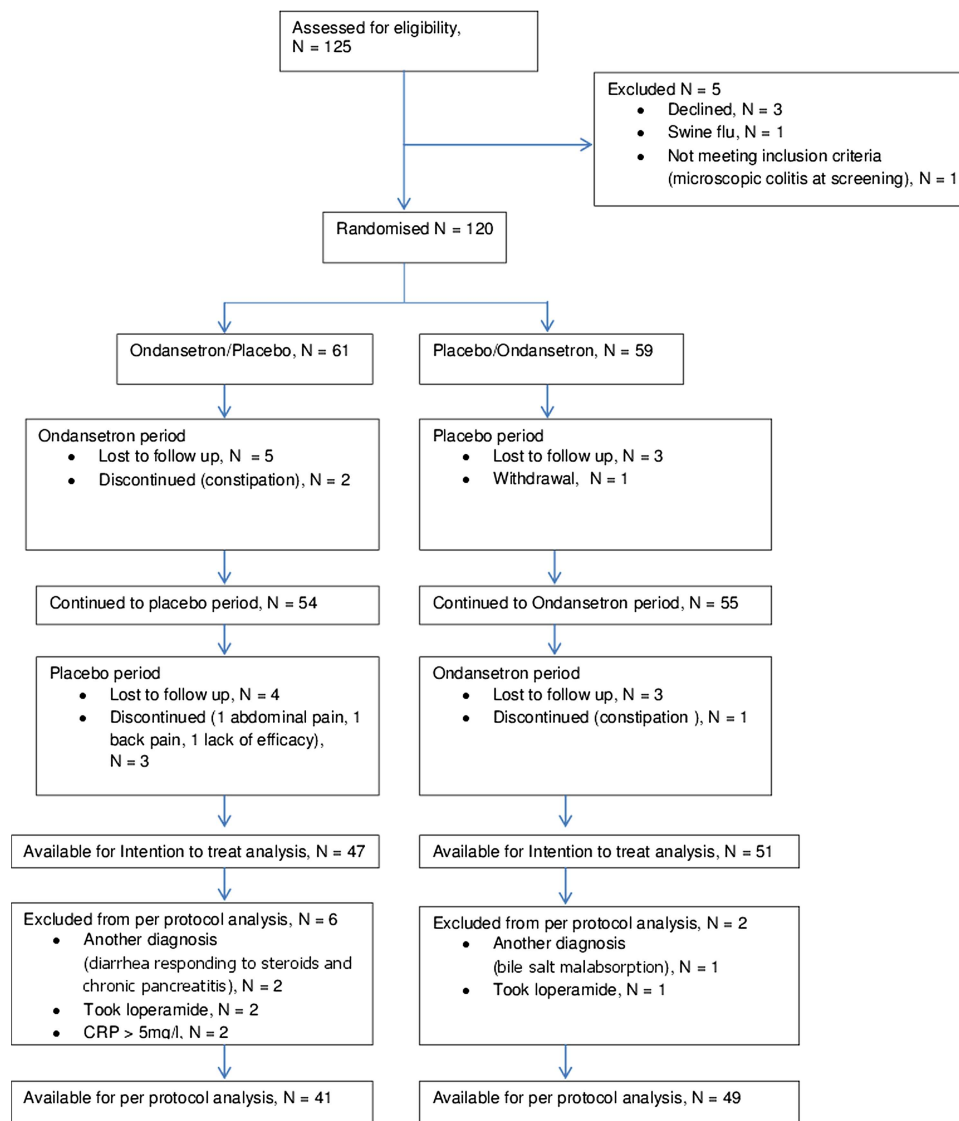 Assessed for eligibility,
N = 125
Excluded N = 5
• Declined, N = 3
• Swine flu, N = 1
• Not meeting inclusion criteria
(microscopic colitis at screening), N = 1
Randomised N = 120
Ondansetron/Placebo, N = 61
Placebo/Ondansetron, N = 59
Ondansetron period
• Lost to follow up, N = 5
• Discontinued (constipation), N = 2
Placebo period
• Lost to follow up, N = 3
• Withdrawal, N = 1
Continued to placebo period, N = 54
Continued to Ondansetron period, N = 55
Placebo period
• Lost to follow up, N = 4
• Discontinued (1 abdominal pain, 1
back pain, 1 lack of efficacy),
N = 3
Ondansetron period
• Lost to follow up, N = 3
• Discontinued (constipation ), N = 1
Available for Intention to treat analysis, N = 47
Available for Intention to treat analysis, N = 51
Excluded from per protocol analysis, N = 6
• Another diagnosis
(diarrhea responding to steroids and
chronic pancreatitis), N = 2
• Took loperamide, N = 2
• CRP > 5mg/l, N = 2
Excluded from per protocol analysis, N = 2
• Another diagnosis
(bile salt malabsorption), N = 1
• Took loperamide, N = 1
Available for per protocol analysis, N = 41
Available for per protocol analysis, N = 49